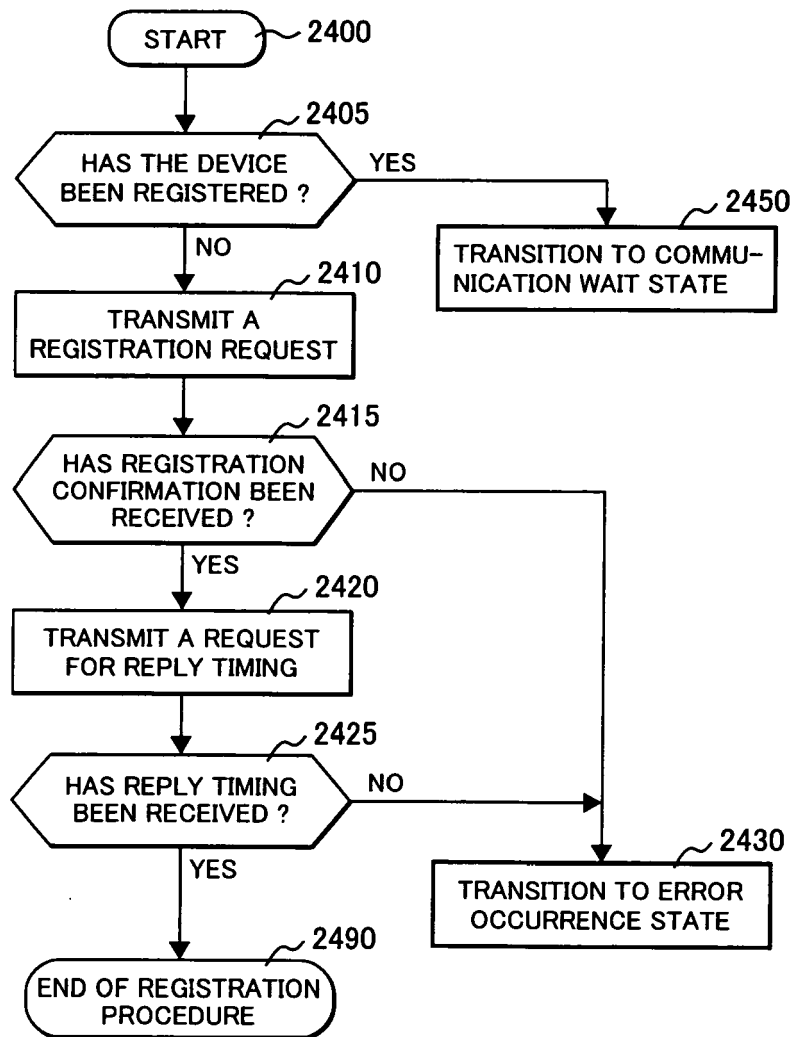 START
2400
2405
HAS THE DEVICE
BEEN REGISTERED ?
YES
NO
2450
TRANSITION TO COMMU-
NICATION WAIT STATE
2410
TRANSMIT A
REGISTRATION REQUEST
2415
HAS REGISTRATION
CONFIRMATION BEEN
RECEIVED ?
NO
YES
2420
TRANSMIT A REQUEST
FOR REPLY TIMING
2425
HAS REPLY TIMING
BEEN RECEIVED ?
NO
YES
2430
TRANSITION TO ERROR
OCCURRENCE STATE
2490
END OF REGISTRATION
PROCEDURE